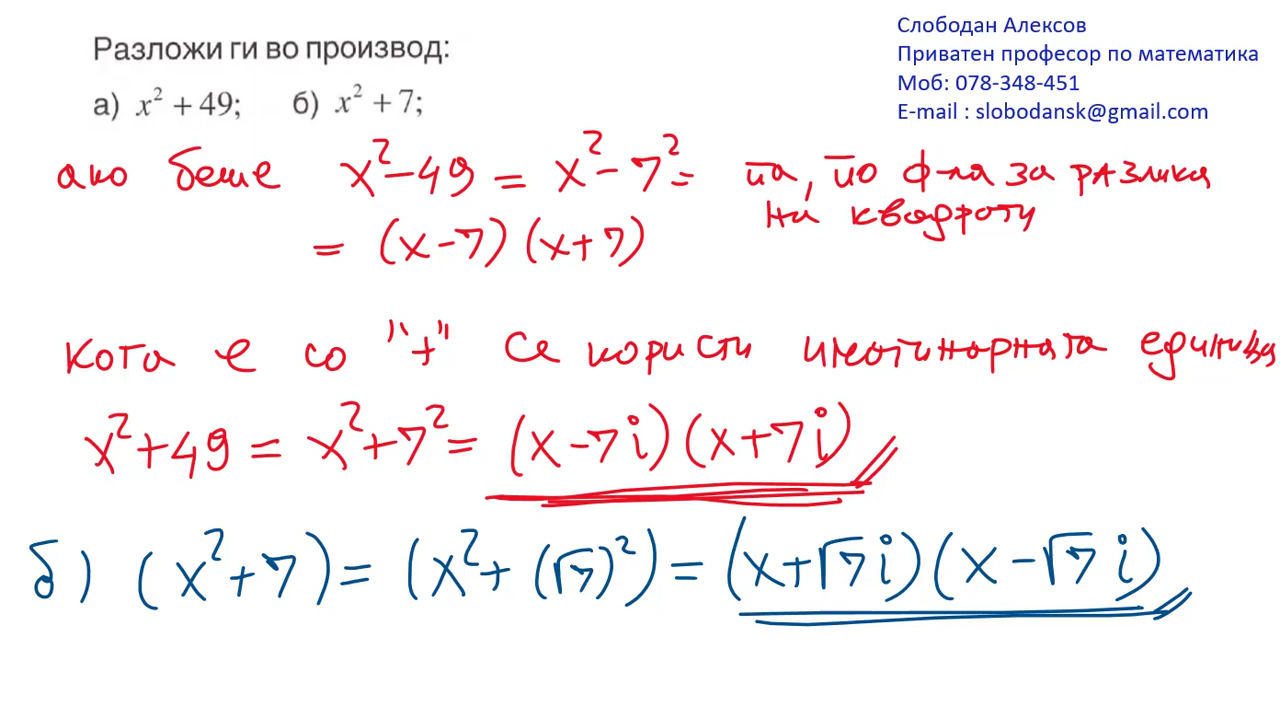 Разложи ги во производ:
а) x² + 49; б) x² + 7;
Слободан Алексов
Приватен професор по математика
Моб: 078-348-451
E-mail : slobodansk@gmail.com
ако беше x² - 49 = x² - 7² = па, по ф-ла за разлика
на квадрати
= (x - 7) (x + 7)
Кога е со "+" се користи имагинарната единица
x² + 49 = x² + 7² = (x - 7i) (x + 7i)
б) (x² + 7) = (x² + (√7)²) = (x + √7 i) (x - √7 i)